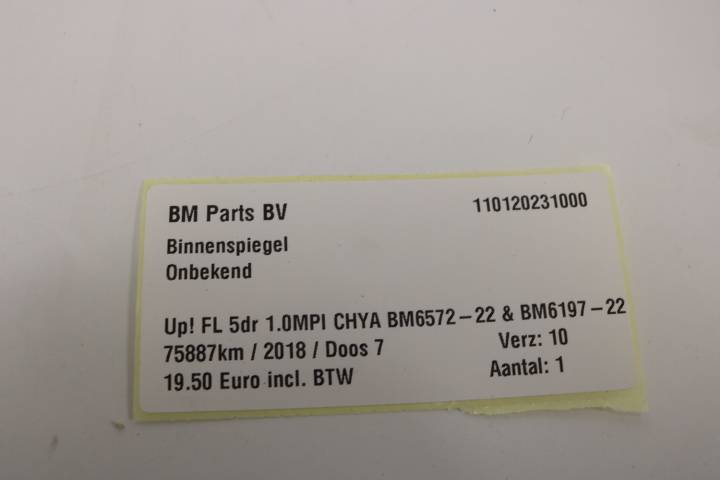 BM Parts BV 110120231000
Binnenspiegel
Onbekend
Up! FL 5dr 1.0MPI CHYA BM6572-22 & BM6197-22
75887km / 2018 / Doos 7 Verz: 10
19.50 Euro incl. BTW Aantal: 1